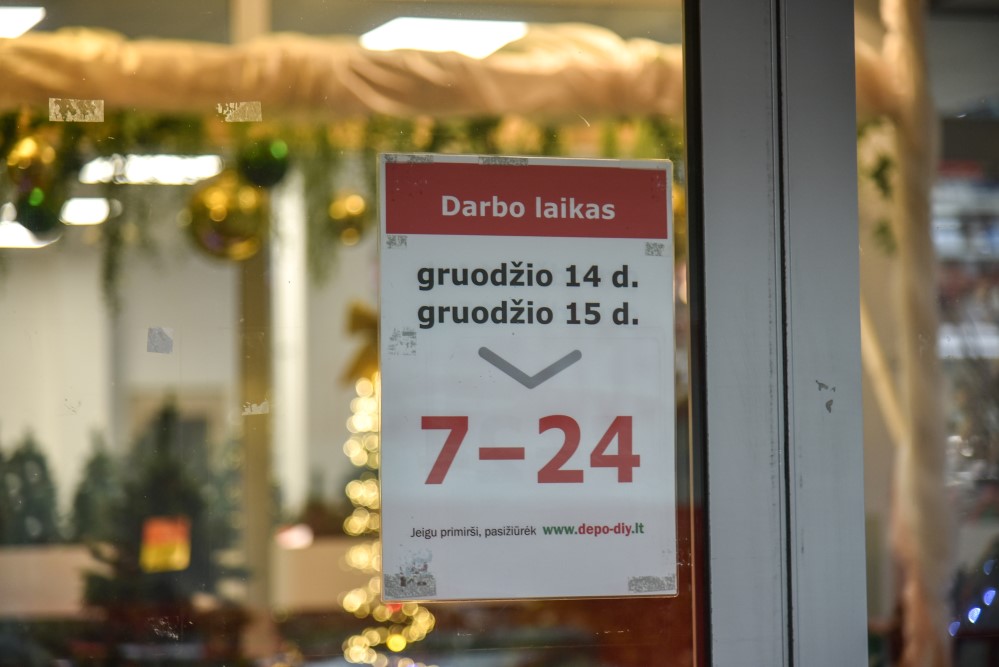 Darbo laikas
gruodžio 14 d.
gruodžio 15 d.
7–24
Jeigu primirši, pasižiūrėk www.depo-diy.lt